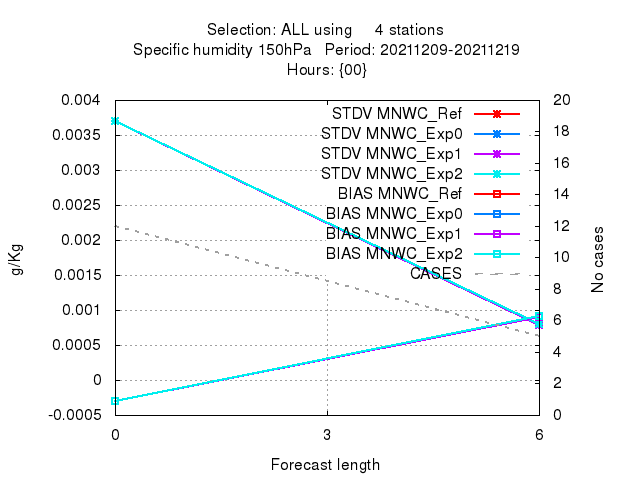 Selection: ALL using 4 stations
Specific humidity 150hPa Period: 20211209-20211219
Hours: {00}
0.004
0.0035
0.003
0.0025
0.002
0.0015
0.001
0.0005
0
-0.0005
g/Kg
STDV MNWC_Ref
STDV MNWC_Exp0
STDV MNWC_Exp1
STDV MNWC_Exp2
BIAS MNWC_Ref
BIAS MNWC_Exp0
BIAS MNWC_Exp1
BIAS MNWC_Exp2
CASES
20
18
16
14
12
10
8
6
4
2
0
No cases
0 3 6
Forecast length